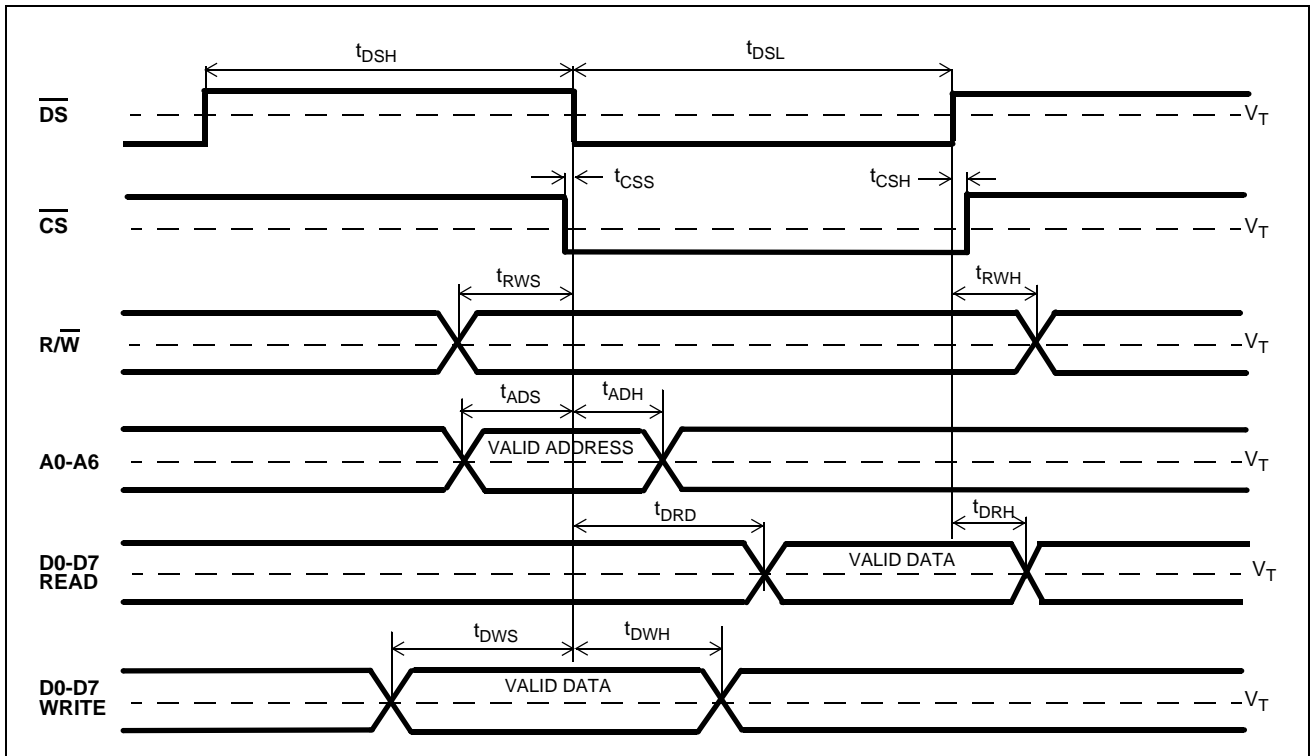 tDSH tDSL
DS VT
tCSS tCSH
CS VT
tRWS tRWH
R/W VT
tADS tADH
A0-A6 VALID ADDRESS VT
tDRD tDRH
D0-D7
READ
VALID DATA VT
tDWS tDWH
D0-D7
WRITE
VALID DATA VT